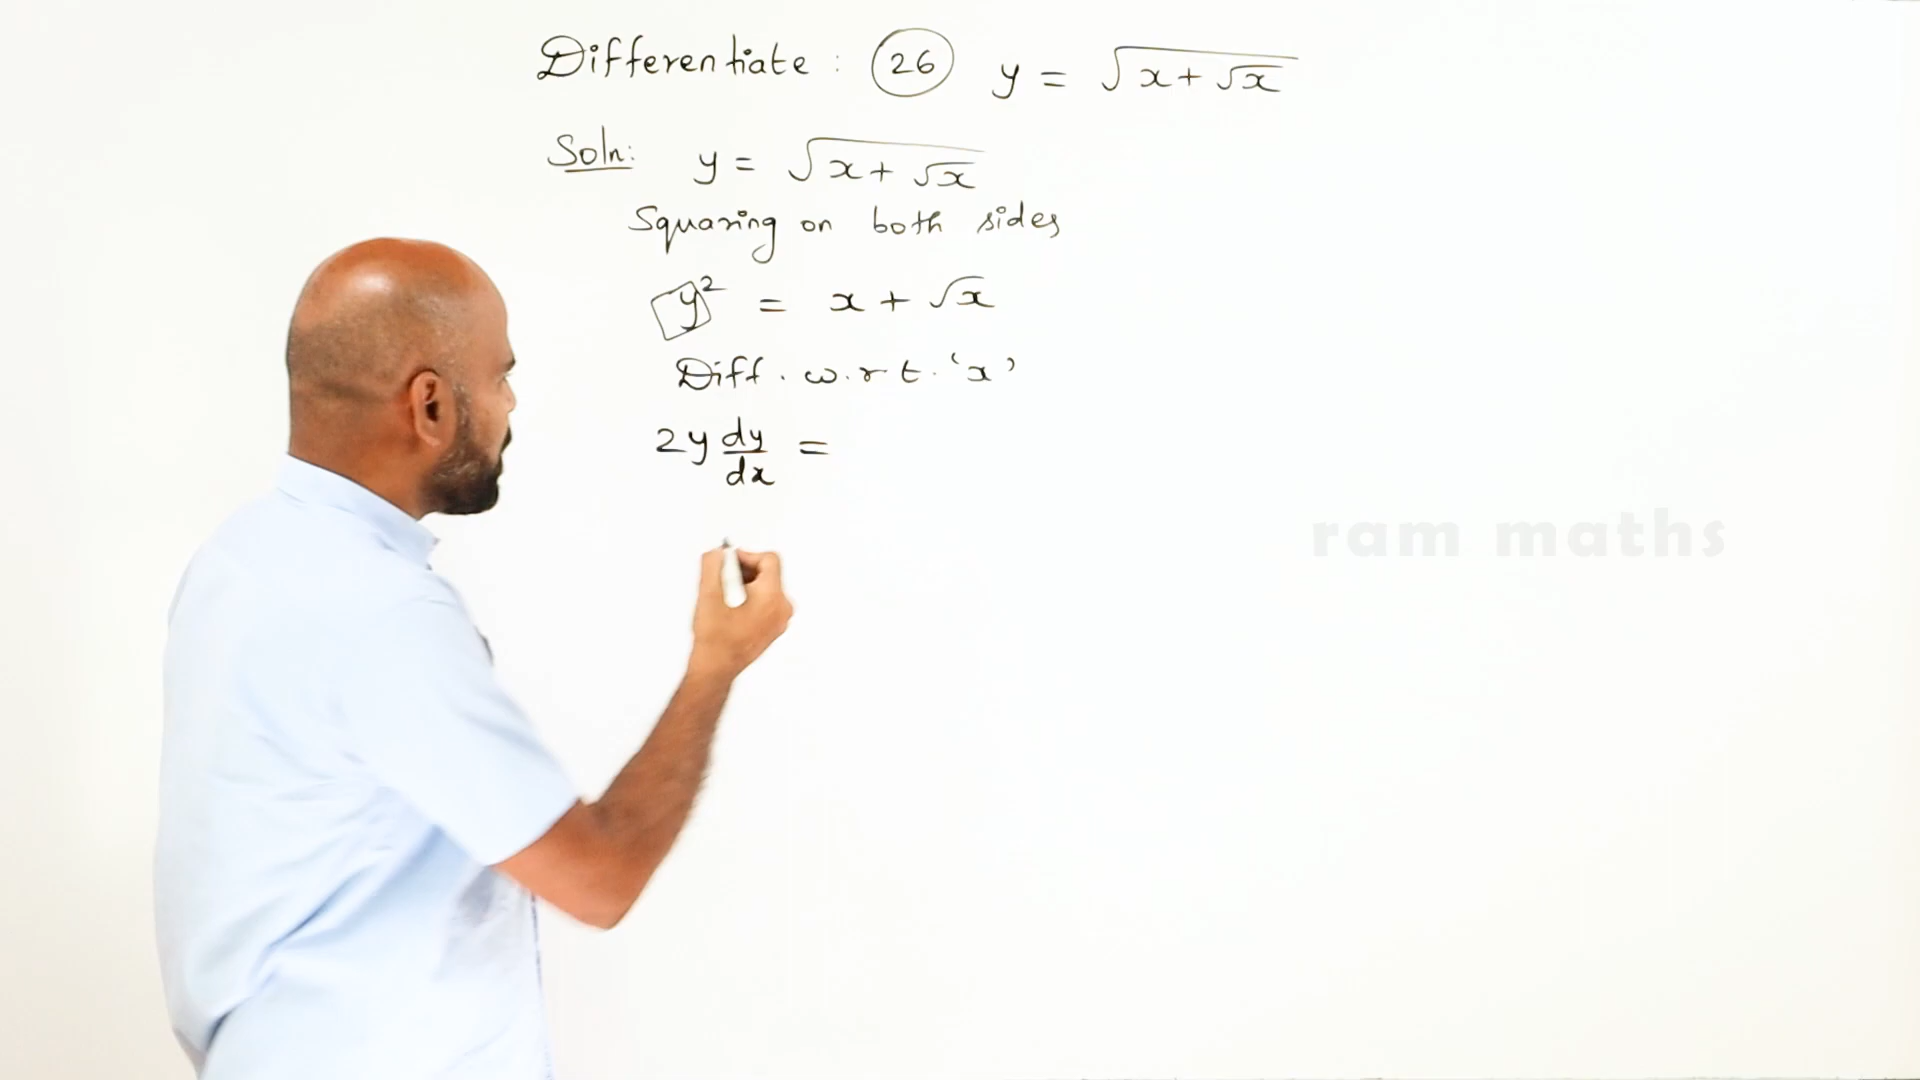 Differentiate : 26 y = √(x + √x)
Soln: y = √(x + √x)
Squaring on both sides
y² = x + √x
Diff. w.r.t. 'x'
2y dy/dx =
ram maths